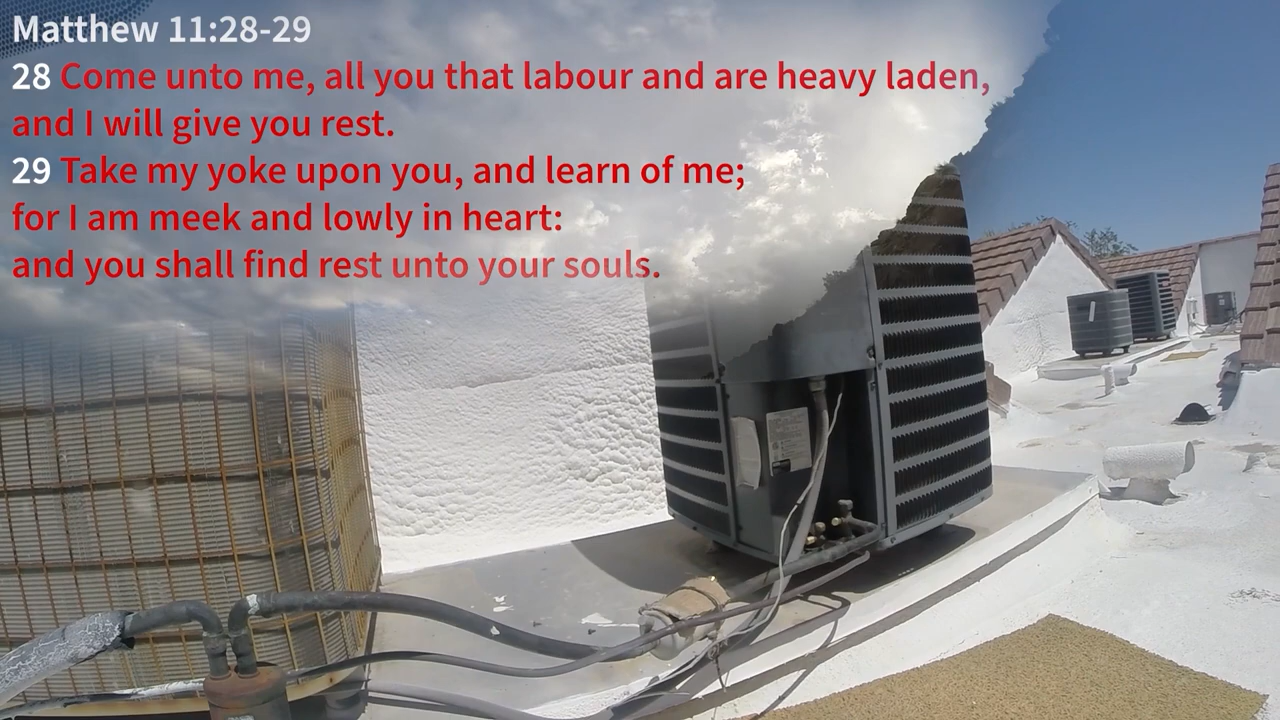 Matthew 11:28-29
28 Come unto me, all you that labour and are heavy laden,
and I will give you rest.
29 Take my yoke upon you, and learn of me;
for I am meek and lowly in heart:
and you shall find rest unto your souls.